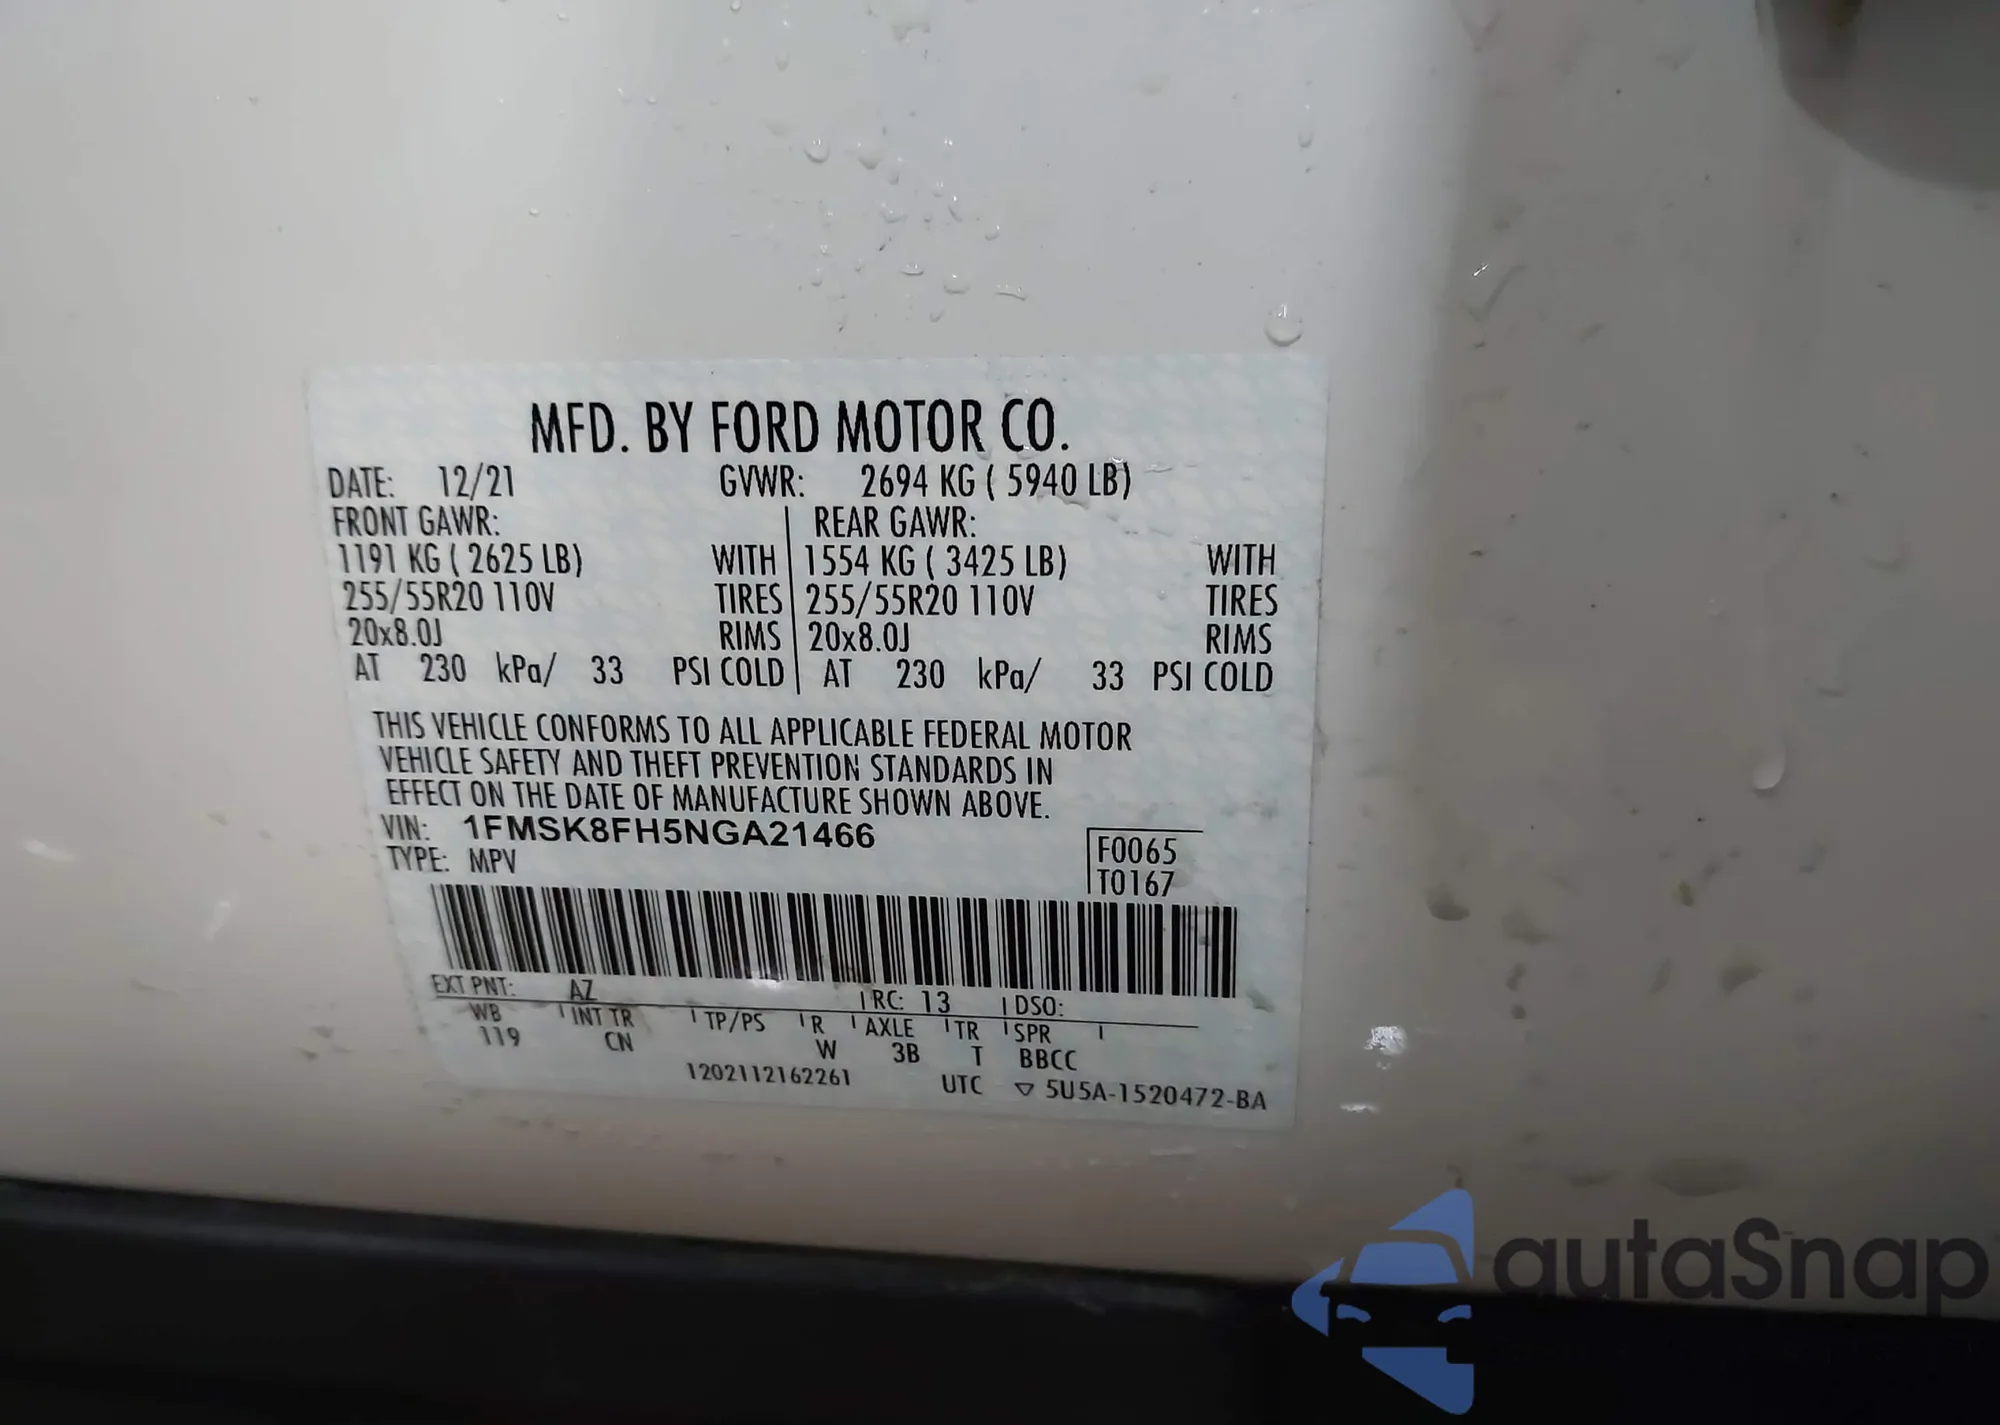 MFD. BY FORD MOTOR CO.
DATE: 12/21 GVWR: 2694 KG ( 5940 LB)
FRONT GAWR: REAR GAWR:
1191 KG ( 2625 LB) WITH 1554 KG ( 3425 LB) WITH
255/55R20 110V TIRES 255/55R20 110V TIRES
20x8.0J RIMS 20x8.0J RIMS
AT 230 kPa/ 33 PSI COLD AT 230 kPa/ 33 PSI COLD
THIS VEHICLE CONFORMS TO ALL APPLICABLE FEDERAL MOTOR
VEHICLE SAFETY AND THEFT PREVENTION STANDARDS IN
EFFECT ON THE DATE OF MANUFACTURE SHOWN ABOVE.
VIN: 1FMSK8FH5NGA21466
TYPE: MPV
F0065
T0167
EXT PNT: AZ RC: 13 DSO:
WB INT TR TP/PS R AXLE TR SPR
119 CN W 3B T BBCC
1202112162261 UTC ▽ 5U5A-1520472-BA
autaSnap